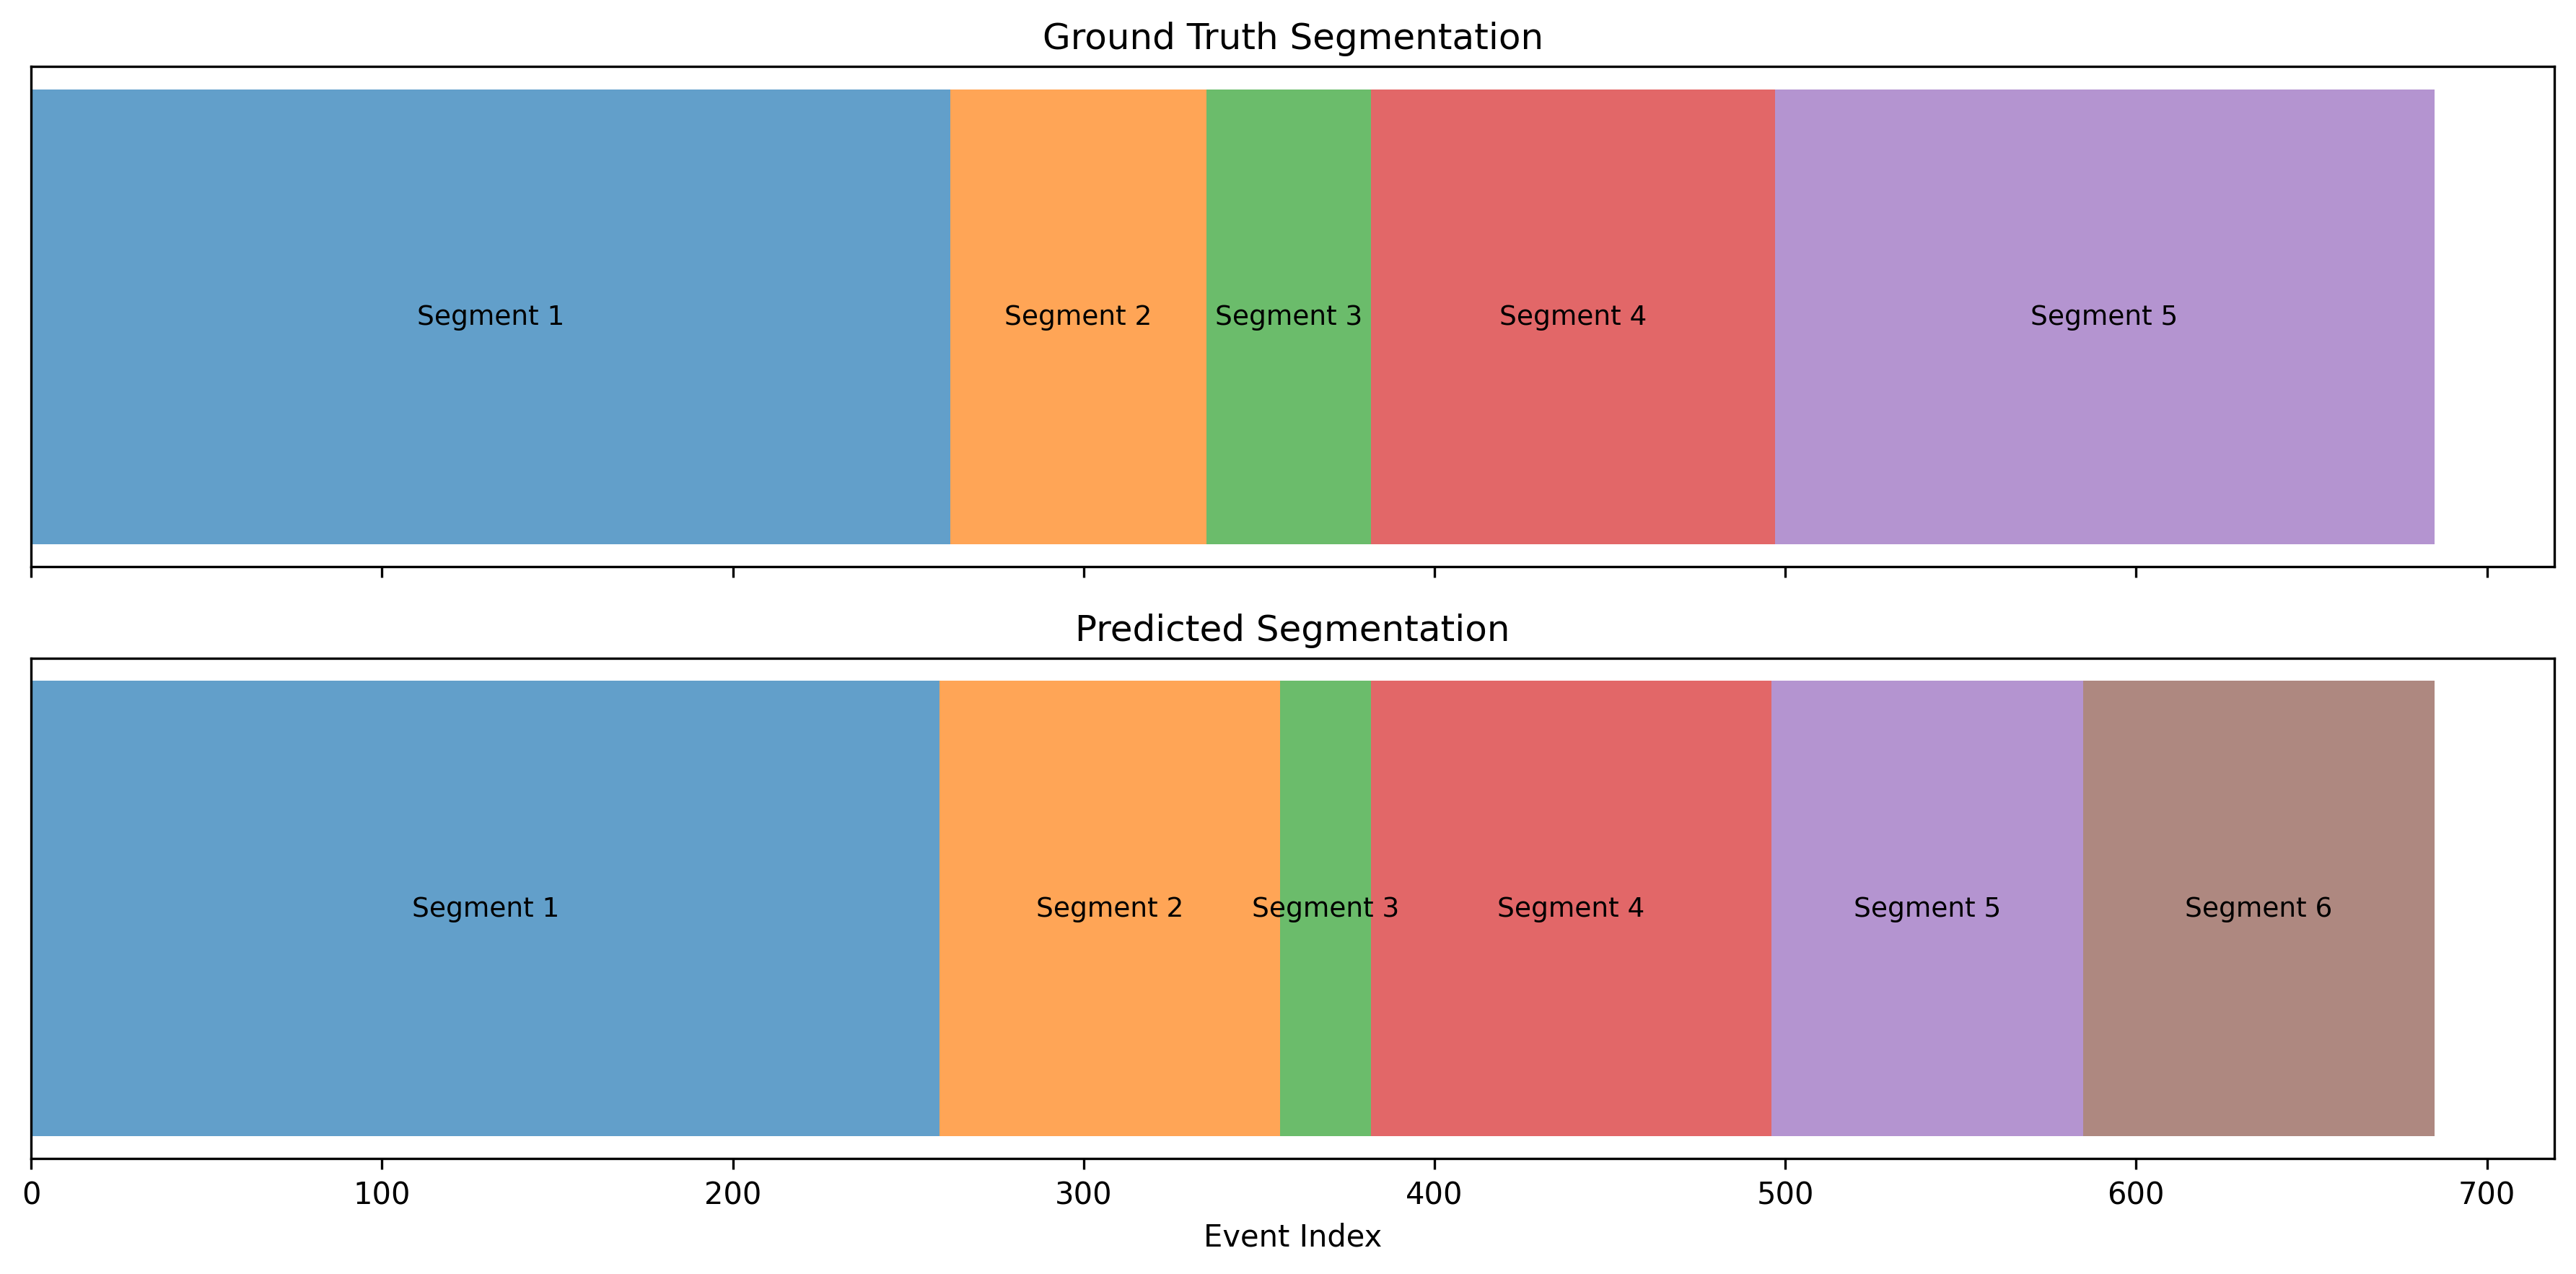 Ground Truth Segmentation
Segment 1 Segment 2 Segment 3 Segment 4 Segment 5
Predicted Segmentation
Segment 1 Segment 2 Segment 3 Segment 4 Segment 5 Segment 6
0 100 200 300 400 500 600 700
Event Index